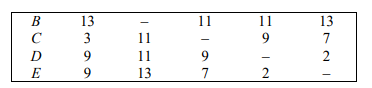 B 13 – 11 11 13
C 3 11 – 9 7
D 9 11 9 – 2
E 9 13 7 2 –